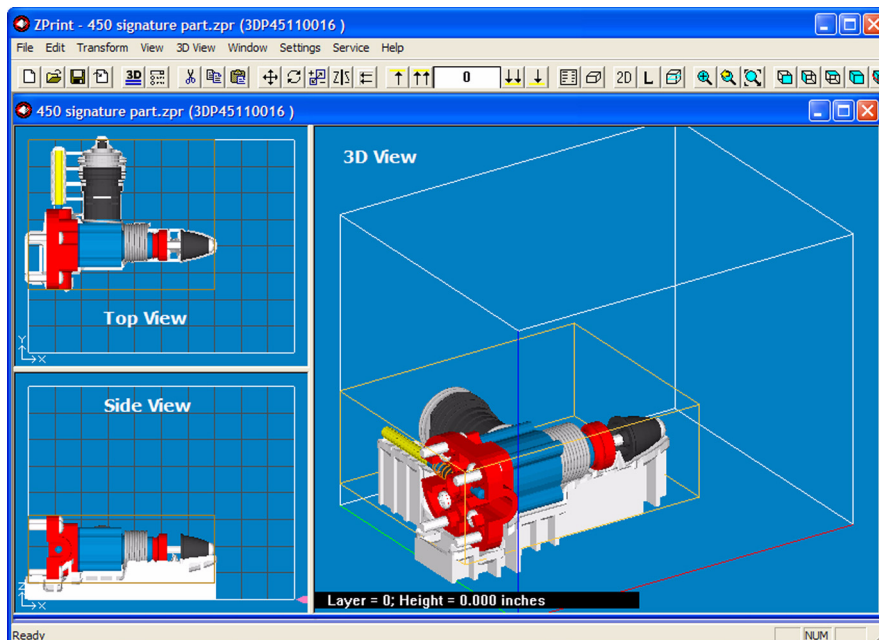 ZPrint - 450 signature part.zpr (3DP45110016 )
File Edit Transform View 3D View Window Settings Service Help
3D Z|S 0 2D L
450 signature part.zpr (3DP45110016 )
3D View
Top View
Y
X
Side View
Z
X
Layer = 0; Height = 0.000 inches
Ready NUM